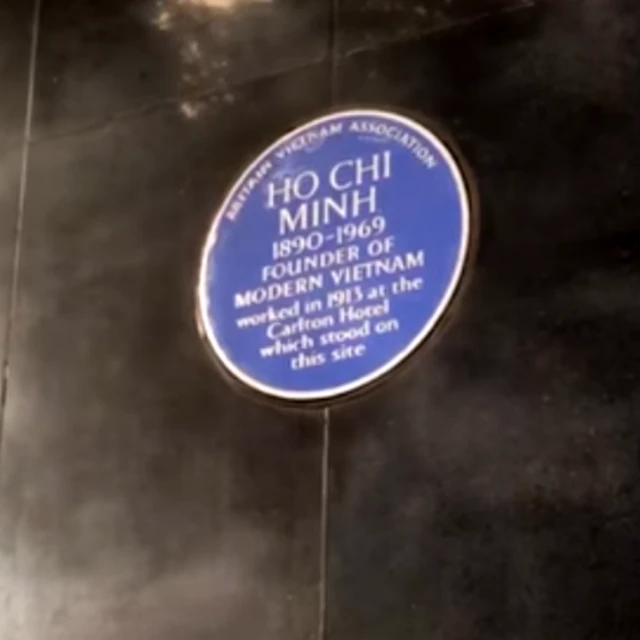 BRITAIN VIETNAM ASSOCIATION
HO CHI
MINH
1890-1969
FOUNDER OF
MODERN VIETNAM
worked in 1913 at the
Carlton Hotel
which stood on
this site